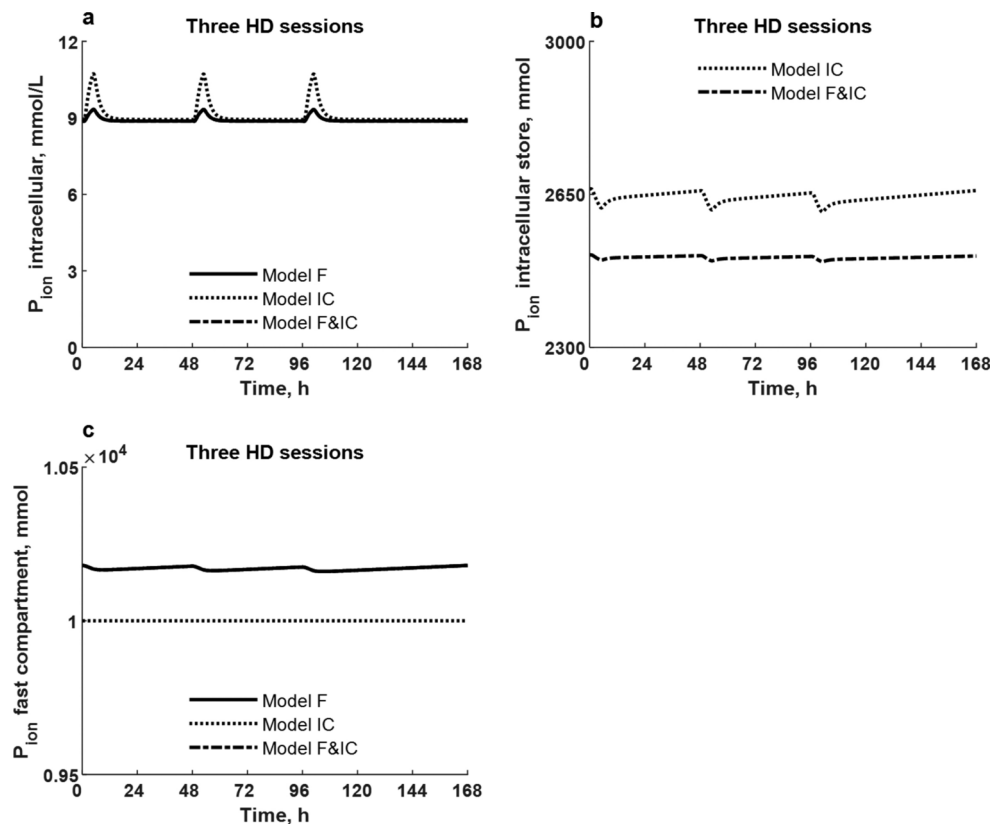 a
Three HD sessions
12
9
6
3
0
P_ion intracellular, mmol/L
Model F
Model IC
Model F&IC
0 24 48 72 96 120 144 168
Time, h
b
Three HD sessions
3000
2650
2300
P_ion intracellular store, mmol
Model IC
Model F&IC
0 24 48 72 96 120 144 168
Time, h
c
Three HD sessions
×10^4
1.05
1
0.95
P_ion fast compartment, mmol
Model F
Model IC
Model F&IC
0 24 48 72 96 120 144 168
Time, h